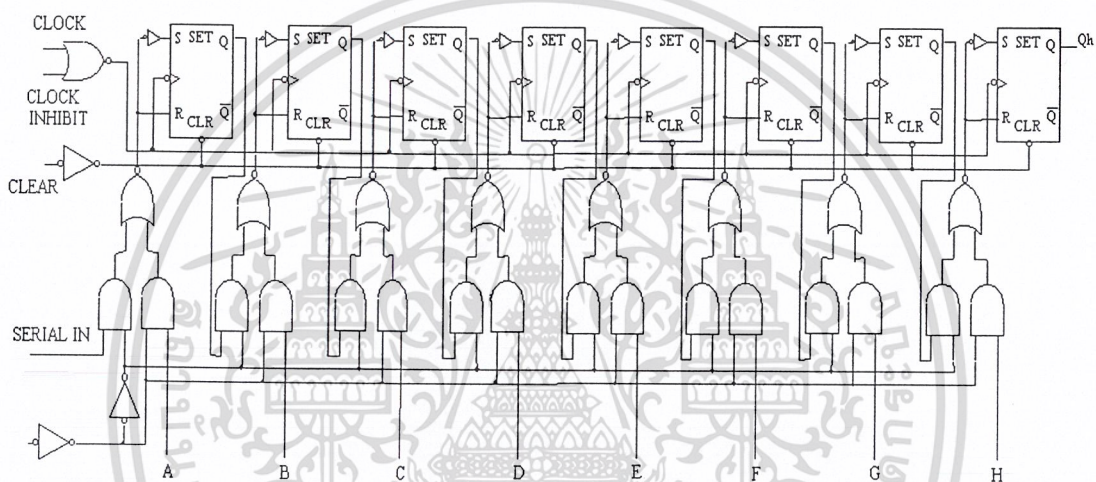 CLOCK
CLOCK
INHIBIT
CLEAR
SERIAL IN
S SET Q
R CLR Q̅
S SET Q
R CLR Q̅
S SET Q
R CLR Q̅
S SET Q
R CLR Q̅
S SET Q
R CLR Q̅
S SET Q
R CLR Q̅
S SET Q
R CLR Q̅
S SET Q
R CLR Q̅
Qh
A B C D E F G H